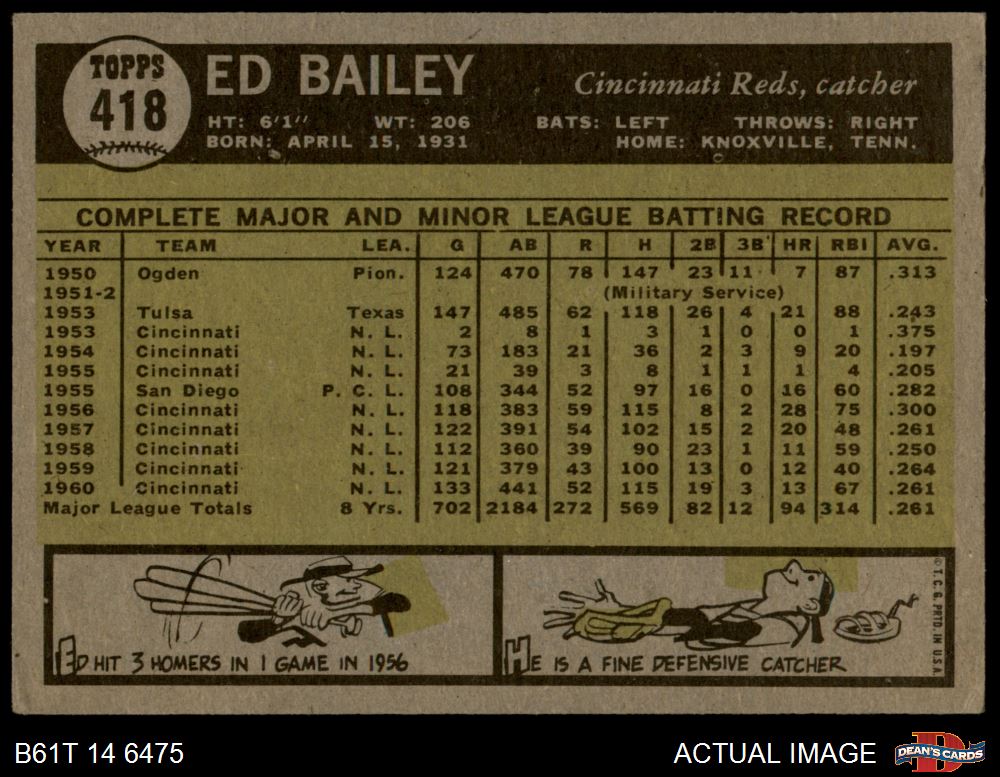 TOPPS
418
ED BAILEY
Cincinnati Reds, catcher
HT: 6'1" WT: 206 BATS: LEFT THROWS: RIGHT
BORN: APRIL 15, 1931 HOME: KNOXVILLE, TENN.
COMPLETE MAJOR AND MINOR LEAGUE BATTING RECORD
YEAR TEAM LEA. G AB R H 2B 3B HR RBI AVG.
1950 Ogden Pion. 124 470 78 147 23 11 7 87 .313
1951-2 (Military Service)
1953 Tulsa Texas 147 485 62 118 26 4 21 88 .243
1953 Cincinnati N. L. 2 8 1 3 1 0 0 1 .375
1954 Cincinnati N. L. 73 183 21 36 2 3 9 20 .197
1955 Cincinnati N. L. 21 39 3 8 1 1 1 4 .205
1955 San Diego P. C. L. 108 344 52 97 16 0 16 60 .282
1956 Cincinnati N. L. 118 383 59 115 8 2 28 75 .300
1957 Cincinnati N. L. 122 391 54 102 15 2 20 48 .261
1958 Cincinnati N. L. 112 360 39 90 23 1 11 59 .250
1959 Cincinnati N. L. 121 379 43 100 13 0 12 40 .264
1960 Cincinnati N. L. 133 441 52 115 19 3 13 67 .261
Major League Totals 8 Yrs. 702 2184 272 569 82 12 94 314 .261
ED HIT 3 HOMERS IN 1 GAME IN 1956
HE IS A FINE DEFENSIVE CATCHER
© T. C. G. PRTD. IN U.S.A.
B61T 14 6475
ACTUAL IMAGE
DEAN'S CARDS